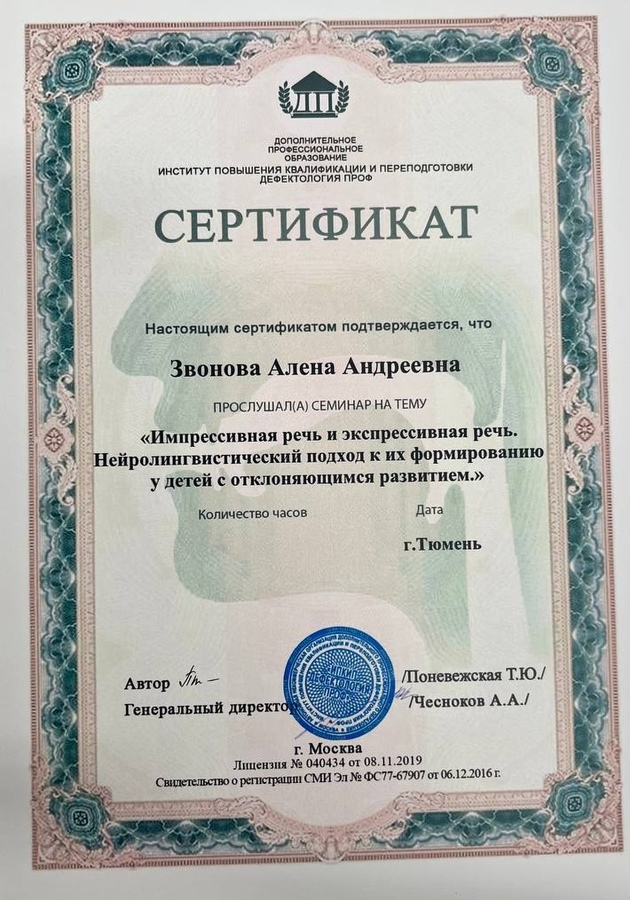 ДП
ДОПОЛНИТЕЛЬНОЕ
ПРОФЕССИОНАЛЬНОЕ
ОБРАЗОВАНИЕ
ИНСТИТУТ ПОВЫШЕНИЯ КВАЛИФИКАЦИИ И ПЕРЕПОДГОТОВКИ
ДЕФЕКТОЛОГИЯ ПРОФ
СЕРТИФИКАТ
Настоящим сертификатом подтверждается, что
Звонова Алена Андреевна
ПРОСЛУШАЛ(А) СЕМИНАР НА ТЕМУ
«Импрессивная речь и экспрессивная речь.
Нейролингвистический подход к их формированию
у детей с отклоняющимся развитием.»
Количество часов Дата
г.Тюмень
Автор /Поневежская Т.Ю./
Генеральный директор /Чесноков А.А./
г. Москва
Лицензия № 040434 от 08.11.2019
Свидетельство о регистрации СМИ Эл № ФС77-67907 от 06.12.2016 г.